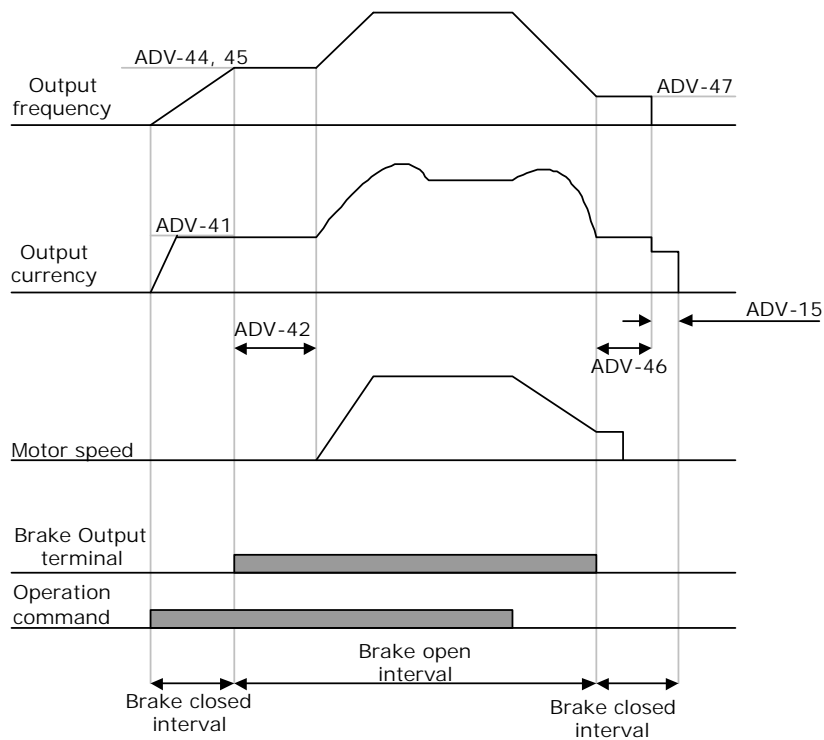 ADV-44, 45
Output
frequency
ADV-47
ADV-41
Output
currency
ADV-15
ADV-42
ADV-46
Motor speed
Brake Output
terminal
Operation
command
Brake open
interval
Brake closed
interval
Brake closed
interval